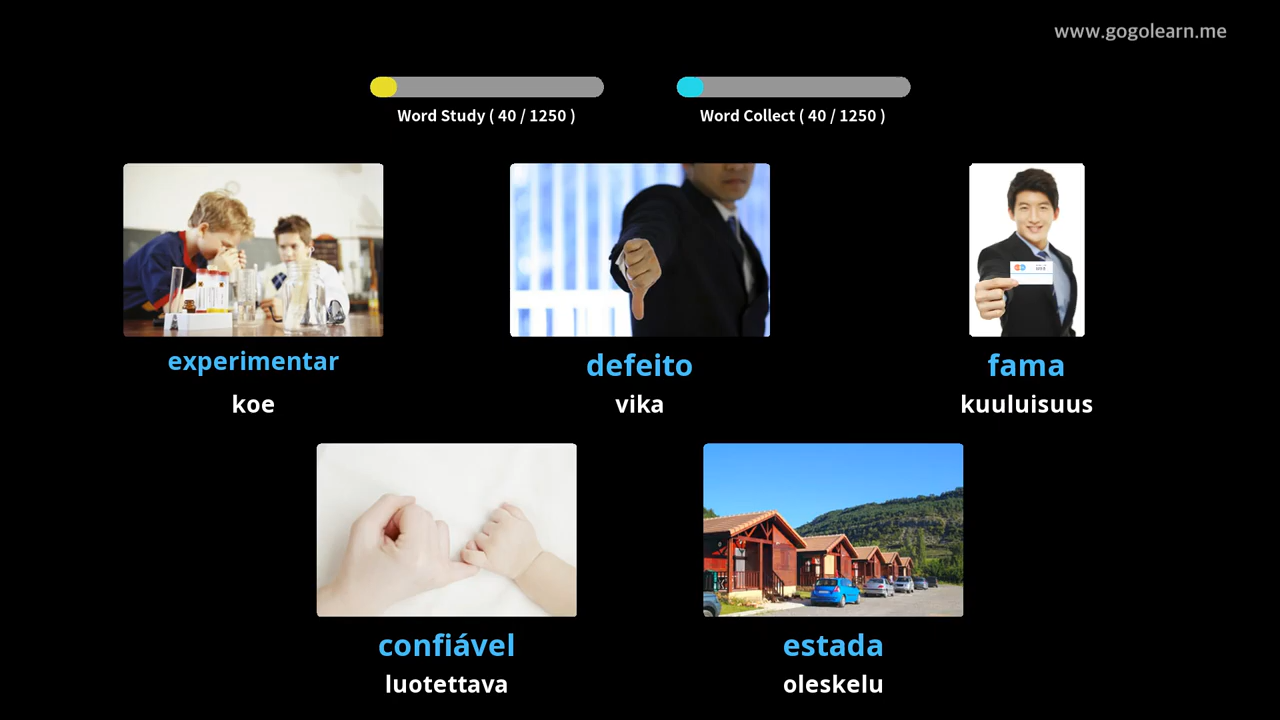 www.gogolearn.me
Word Study ( 40 / 1250 )
Word Collect ( 40 / 1250 )
experimentar
koe
defeito
vika
fama
kuuluisuus
confiável
luotettava
estada
oleskelu